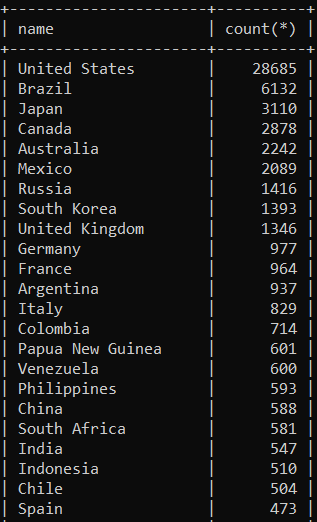 +----------------------+----------+
| name                 | count(*) |
+----------------------+----------+
| United States        |    28685 |
| Brazil               |     6132 |
| Japan                |     3110 |
| Canada               |     2878 |
| Australia            |     2242 |
| Mexico               |     2089 |
| Russia               |     1416 |
| South Korea          |     1393 |
| United Kingdom       |     1346 |
| Germany              |      977 |
| France               |      964 |
| Argentina            |      937 |
| Italy                |      829 |
| Colombia             |      714 |
| Papua New Guinea     |      601 |
| Venezuela            |      600 |
| Philippines          |      593 |
| China                |      588 |
| South Africa         |      581 |
| India                |      547 |
| Indonesia            |      510 |
| Chile                |      504 |
| Spain                |      473 |